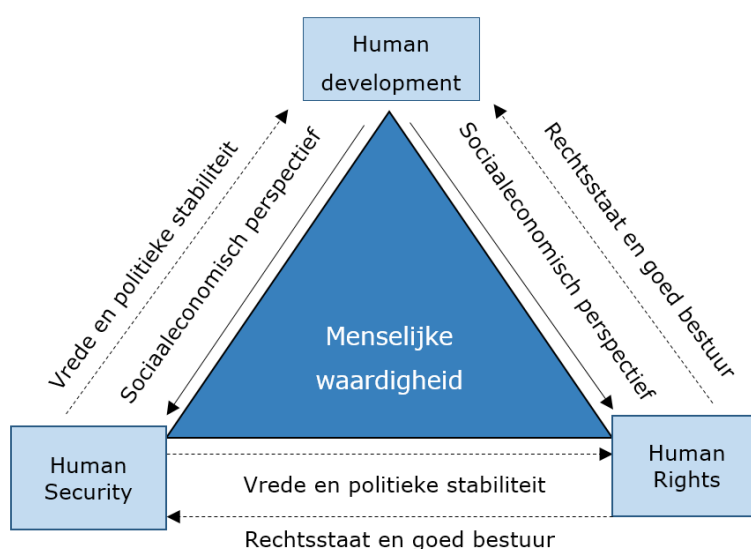 Human
development
Vrede en politieke stabiliteit
Sociaaleconomisch perspectief
Sociaaleconomisch perspectief
Rechtsstaat en goed bestuur
Menselijke
waardigheid
Human
Security
Vrede en politieke stabiliteit
Rechtsstaat en goed bestuur
Human
Rights